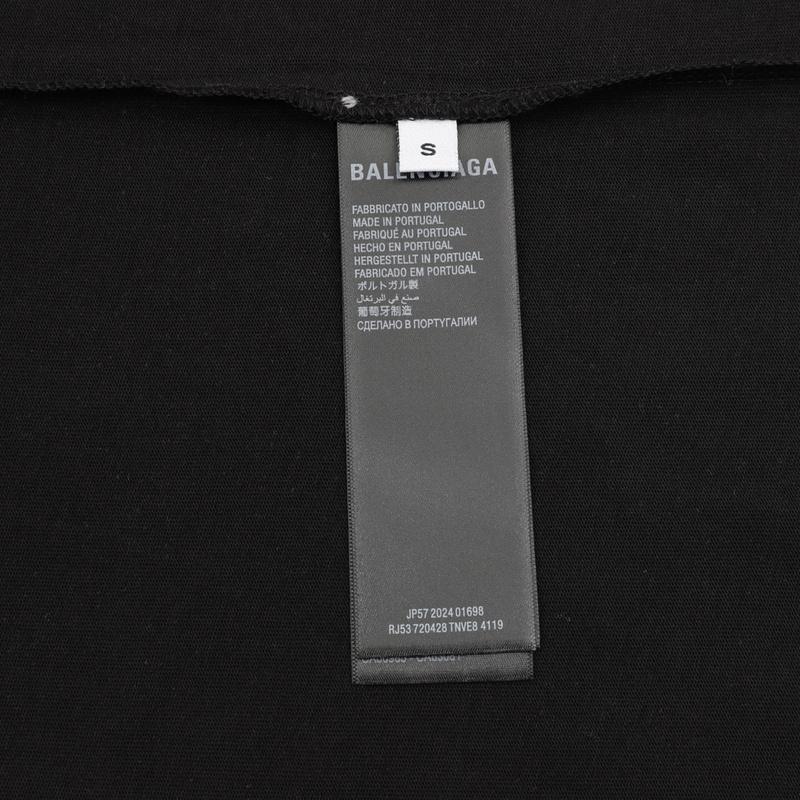 S
BALENCIAGA
FABBRICATO IN PORTOGALLO
MADE IN PORTUGAL
FABRIQUÉ AU PORTUGAL
HECHO EN PORTUGAL
HERGESTELLT IN PORTUGAL
FABRICADO EM PORTUGAL
ポルトガル製
صنع في البرتغال
葡萄牙制造
СДЕЛАНО В ПОРТУГАЛИИ
JP57 2024 01698
RJ53 720428 TNVE8 4119